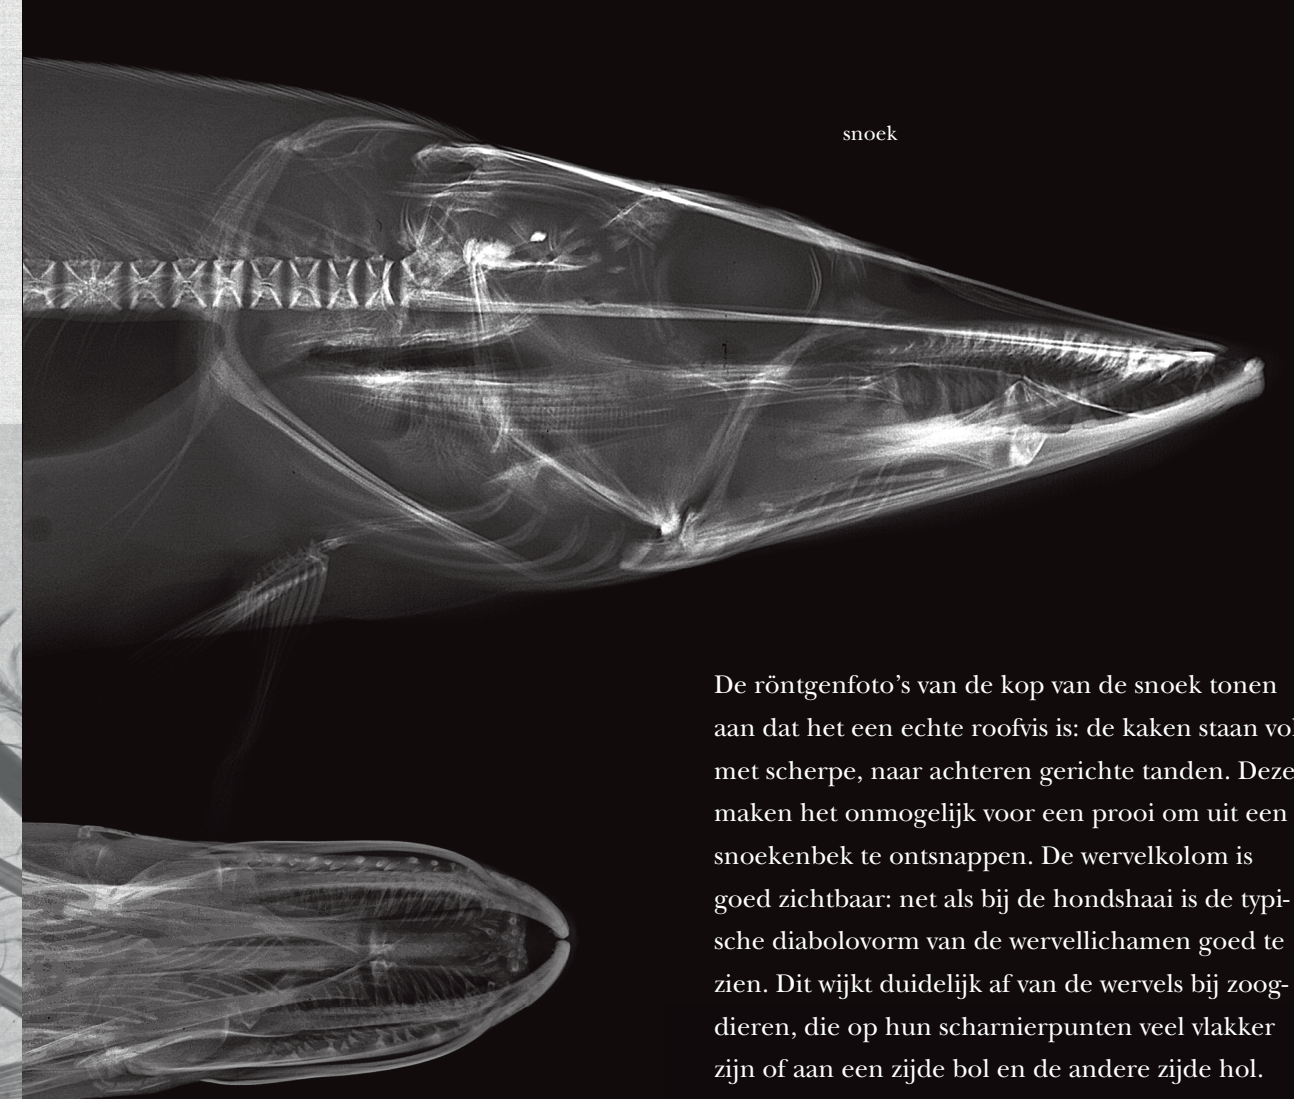 snoek
De röntgenfoto’s van de kop van de snoek tonen
aan dat het een echte roofvis is: de kaken staan vol
met scherpe, naar achteren gerichte tanden. Deze
maken het onmogelijk voor een prooi om uit een
snoekenbek te ontsnappen. De wervelkolom is
goed zichtbaar: net als bij de hondshaai is de typi-
sche diabolovorm van de wervellichamen goed te
zien. Dit wijkt duidelijk af van de wervels bij zoog-
dieren, die op hun scharnierpunten veel vlakker
zijn of aan een zijde bol en de andere zijde hol.